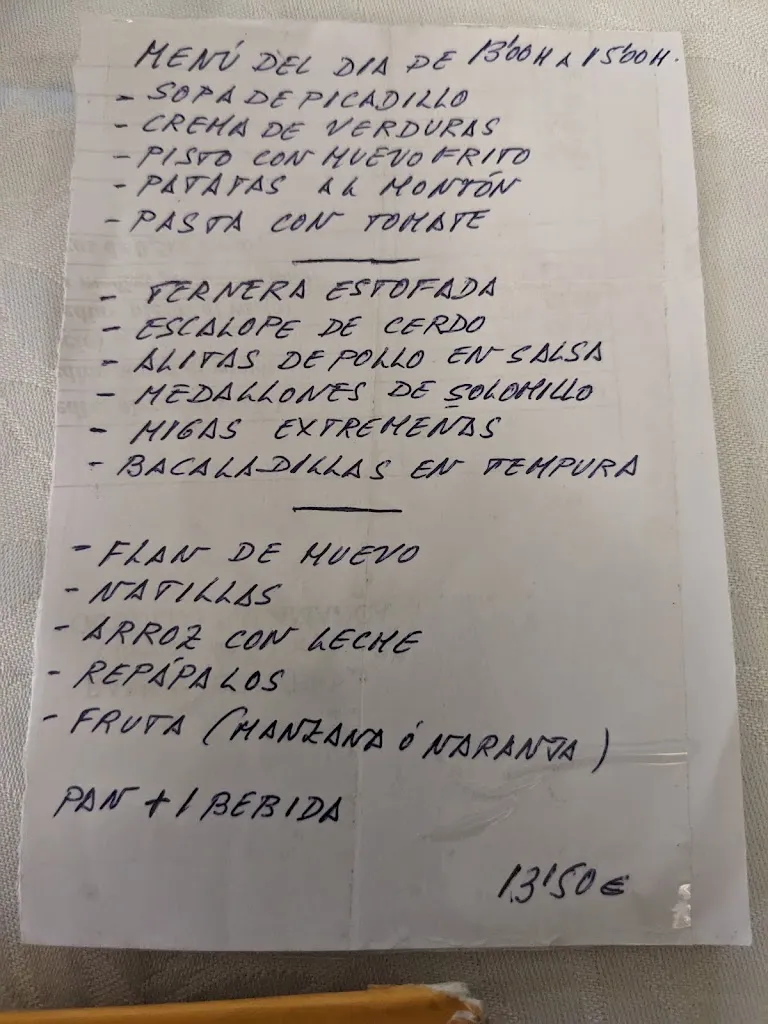 MENÚ DEL DIA DE 13'00H A 15'00H.
- SOPA DE PICADILLO
- CREMA DE VERDURAS
- PISTO CON HUEVO FRITO
- PATATAS AL MONTÓN
- PASTA CON TOMATE
- TERNERA ESTOFADA
- ESCALOPE DE CERDO
- ALITAS DE POLLO EN SALSA
- MEDALLONES DE SOLOMILLO
- MIGAS EXTREMEÑAS
- BACALADILLAS EN TEMPURA
- FLAN DE HUEVO
- NATILLAS
- ARROZ CON LECHE
- REPÁPALOS
- FRUTA (MANZANA Ó NARANJA)
PAN + 1 BEBIDA
13'50€